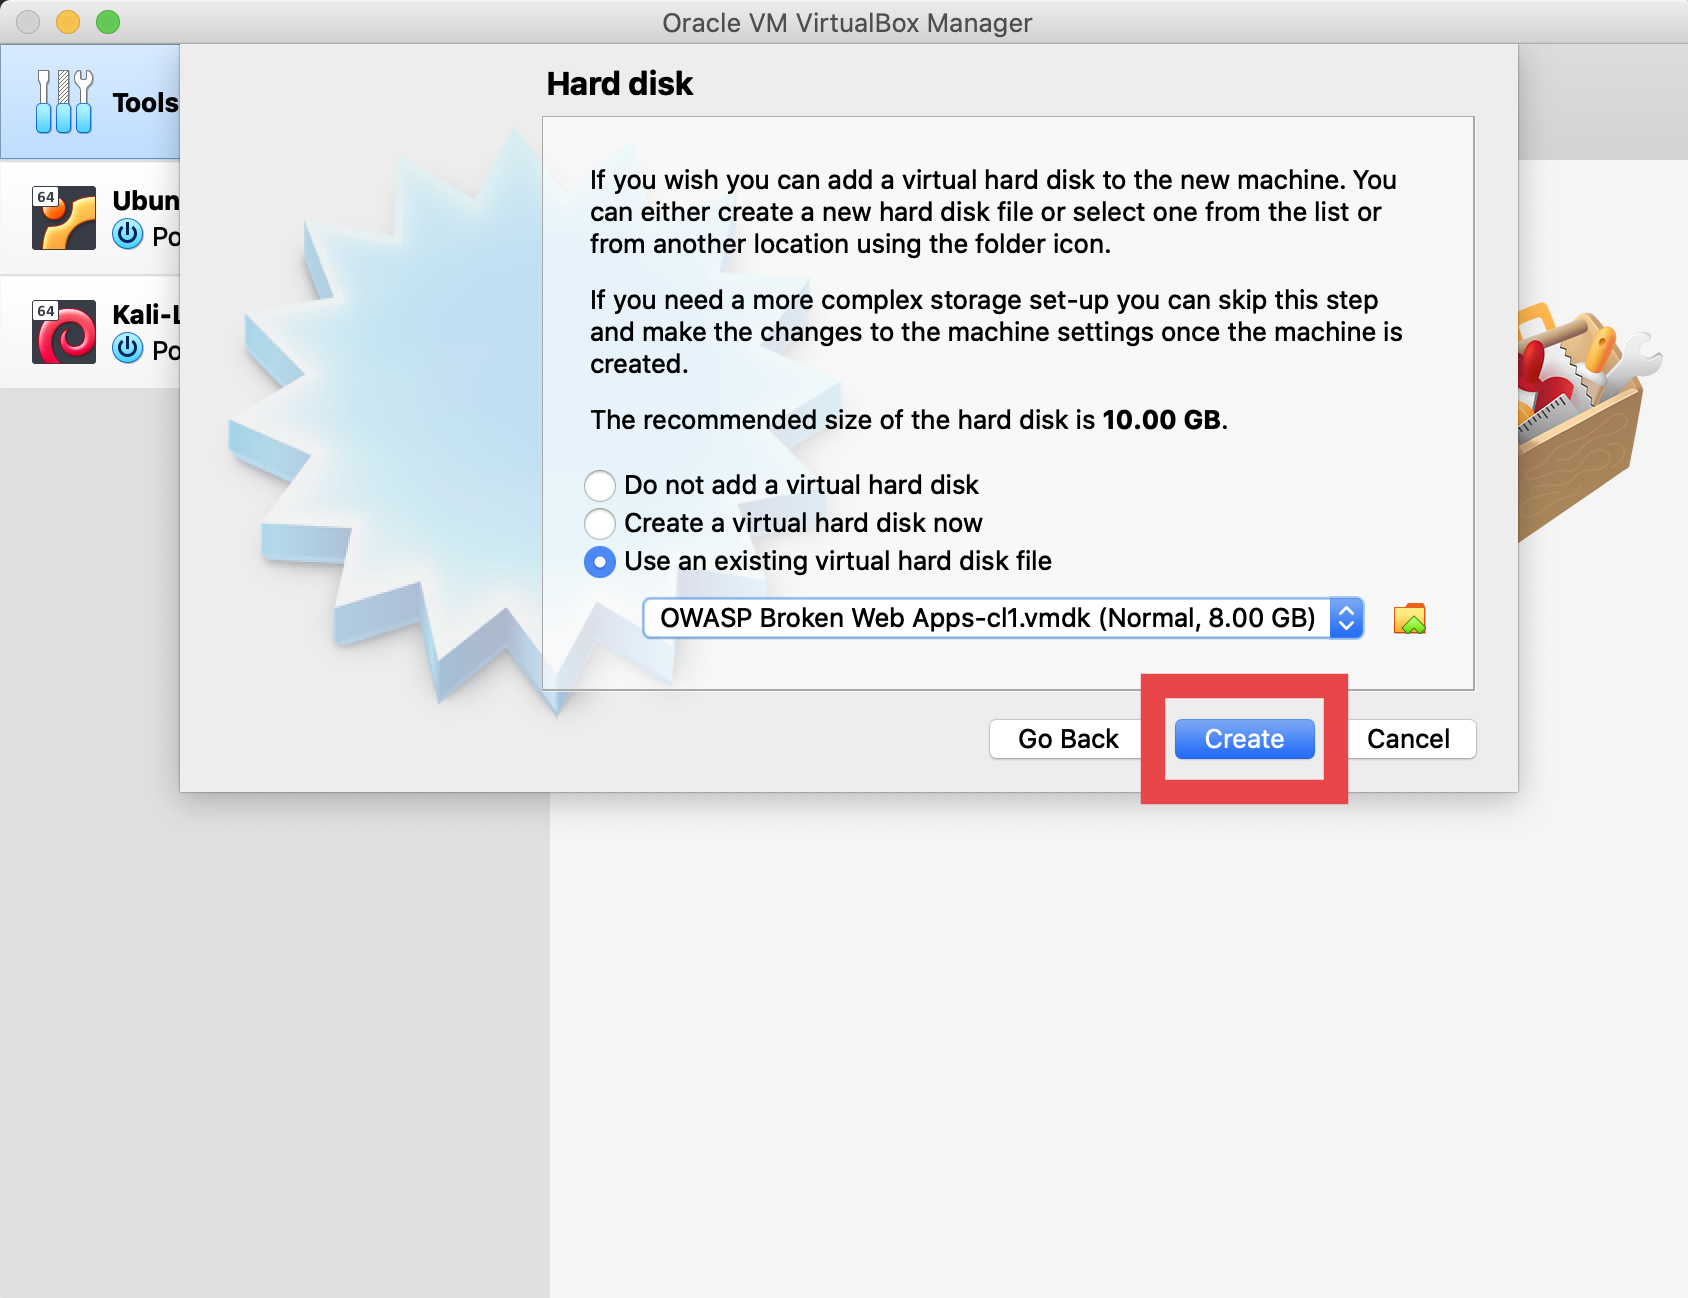 Oracle VM VirtualBox Manager
Tools
Hard disk
If you wish you can add a virtual hard disk to the new machine. You
can either create a new hard disk file or select one from the list or
from another location using the folder icon.
If you need a more complex storage set-up you can skip this step
and make the changes to the machine settings once the machine is
created.
The recommended size of the hard disk is 10.00 GB.
Do not add a virtual hard disk
Create a virtual hard disk now
Use an existing virtual hard disk file
OWASP Broken Web Apps-cl1.vmdk (Normal, 8.00 GB)
Go Back
Create
Cancel
64
Ubun
Po
64
Kali-L
Po